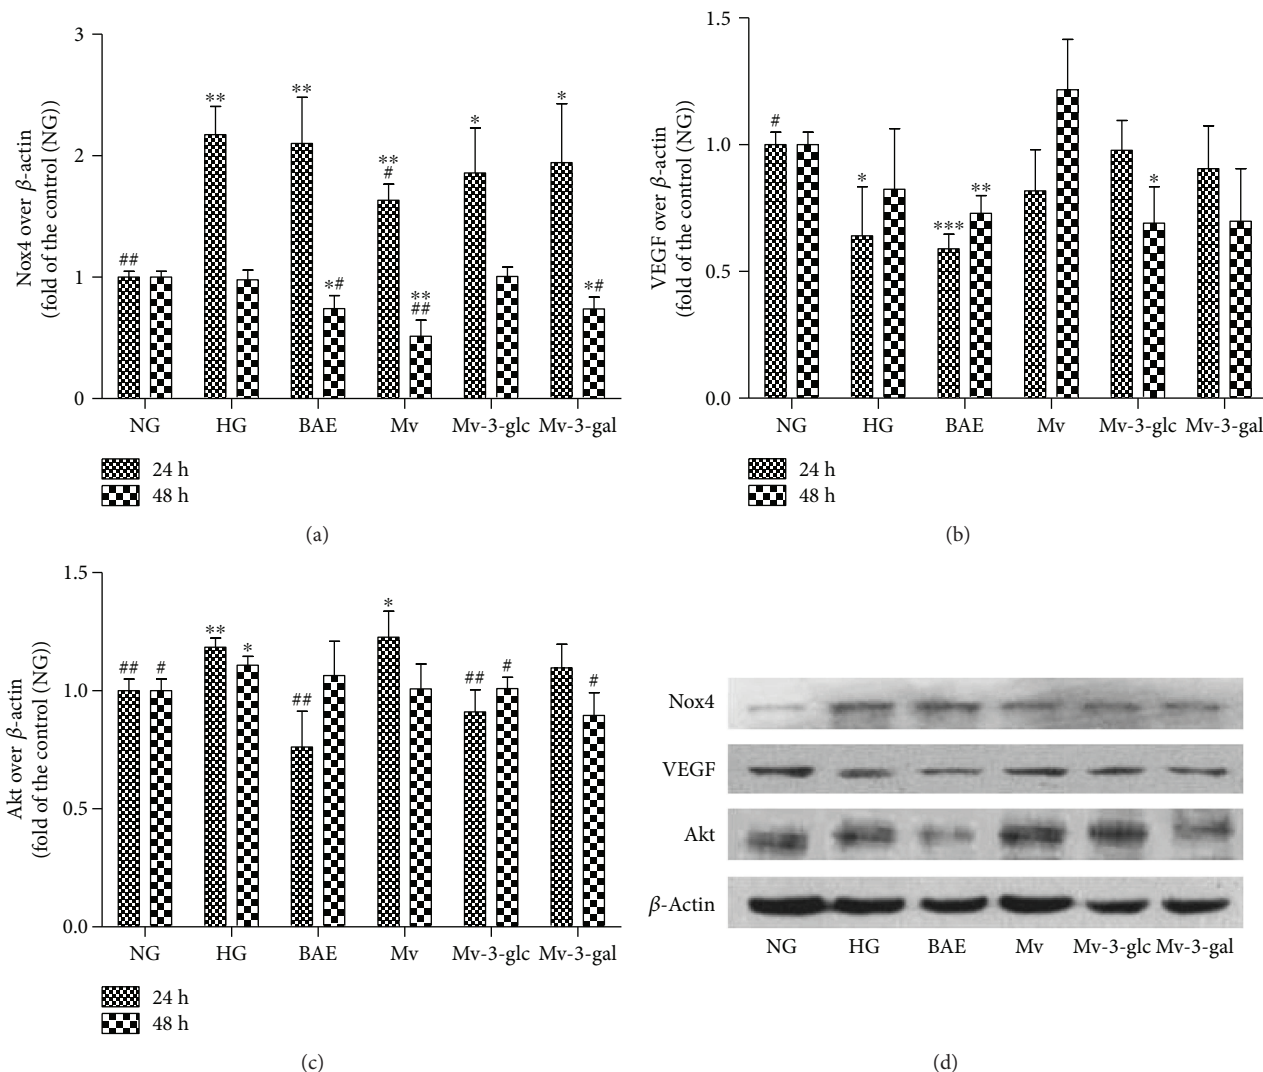 3
2
1
0
Nox4 over β-actin
(fold of the control (NG))
##
**
**
*#
**
#
**
##
*
*
*#
NG HG BAE Mv Mv-3-glc Mv-3-gal
24 h
48 h
(a)
1.5
1.0
0.5
0.0
VEGF over β-actin
(fold of the control (NG))
#
*
***
**
*
NG HG BAE Mv Mv-3-glc Mv-3-gal
24 h
48 h
(b)
1.5
1.0
0.5
0.0
Akt over β-actin
(fold of the control (NG))
##
#
**
*
##
*
##
#
#
NG HG BAE Mv Mv-3-glc Mv-3-gal
24 h
48 h
(c)
Nox4
VEGF
Akt
β-Actin
NG HG BAE Mv Mv-3-glc Mv-3-gal
(d)